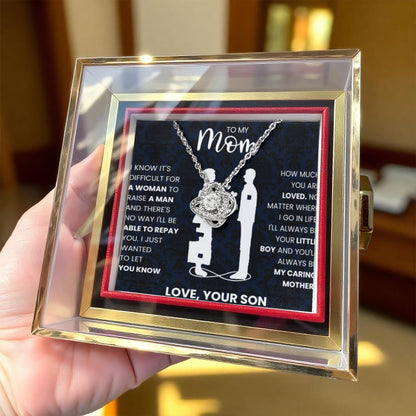 TO MY
Mom
I KNOW IT'S
DIFFICULT FOR
A WOMAN TO
RAISE A MAN
AND THERE'S
NO WAY I'LL BE
ABLE TO REPAY
YOU. I JUST
WANTED
TO LET
YOU KNOW
HOW MUCH
YOU ARE
LOVED. NO
MATTER WHERE
I GO IN LIFE
I'LL ALWAYS BE
YOUR LITTLE
BOY AND YOU'LL
ALWAYS BE
MY CARING
MOTHER
LOVE, YOUR SON